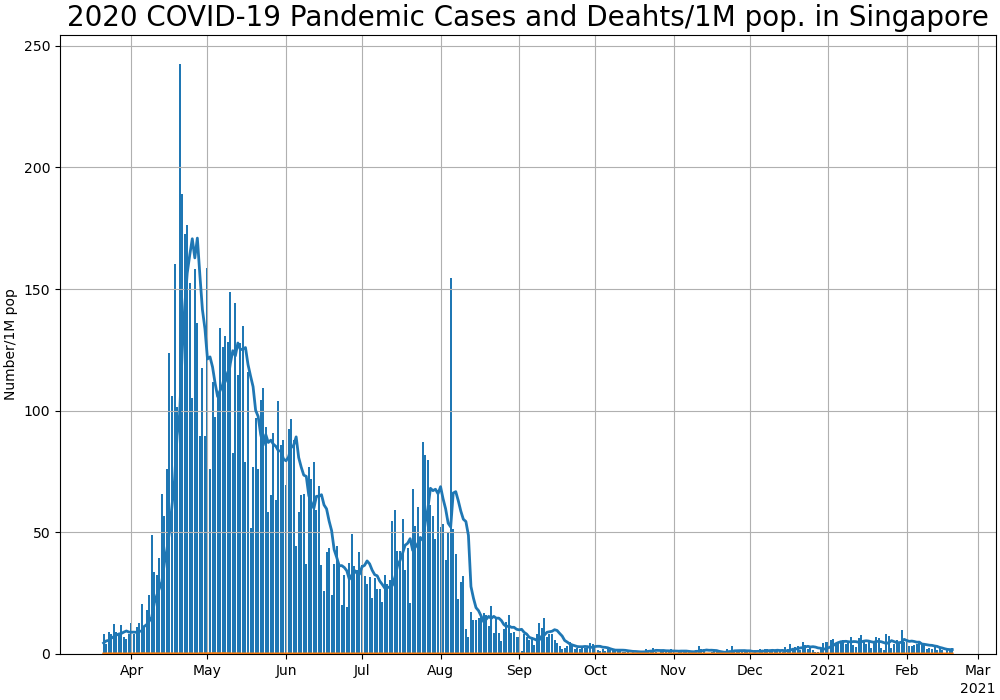 2020 COVID-19 Pandemic Cases and Deahts/1M pop. in Singapore
250
200
150
100
50
0
Number/1M pop
Apr May Jun Jul Aug Sep Oct Nov Dec 2021 Feb Mar
2021